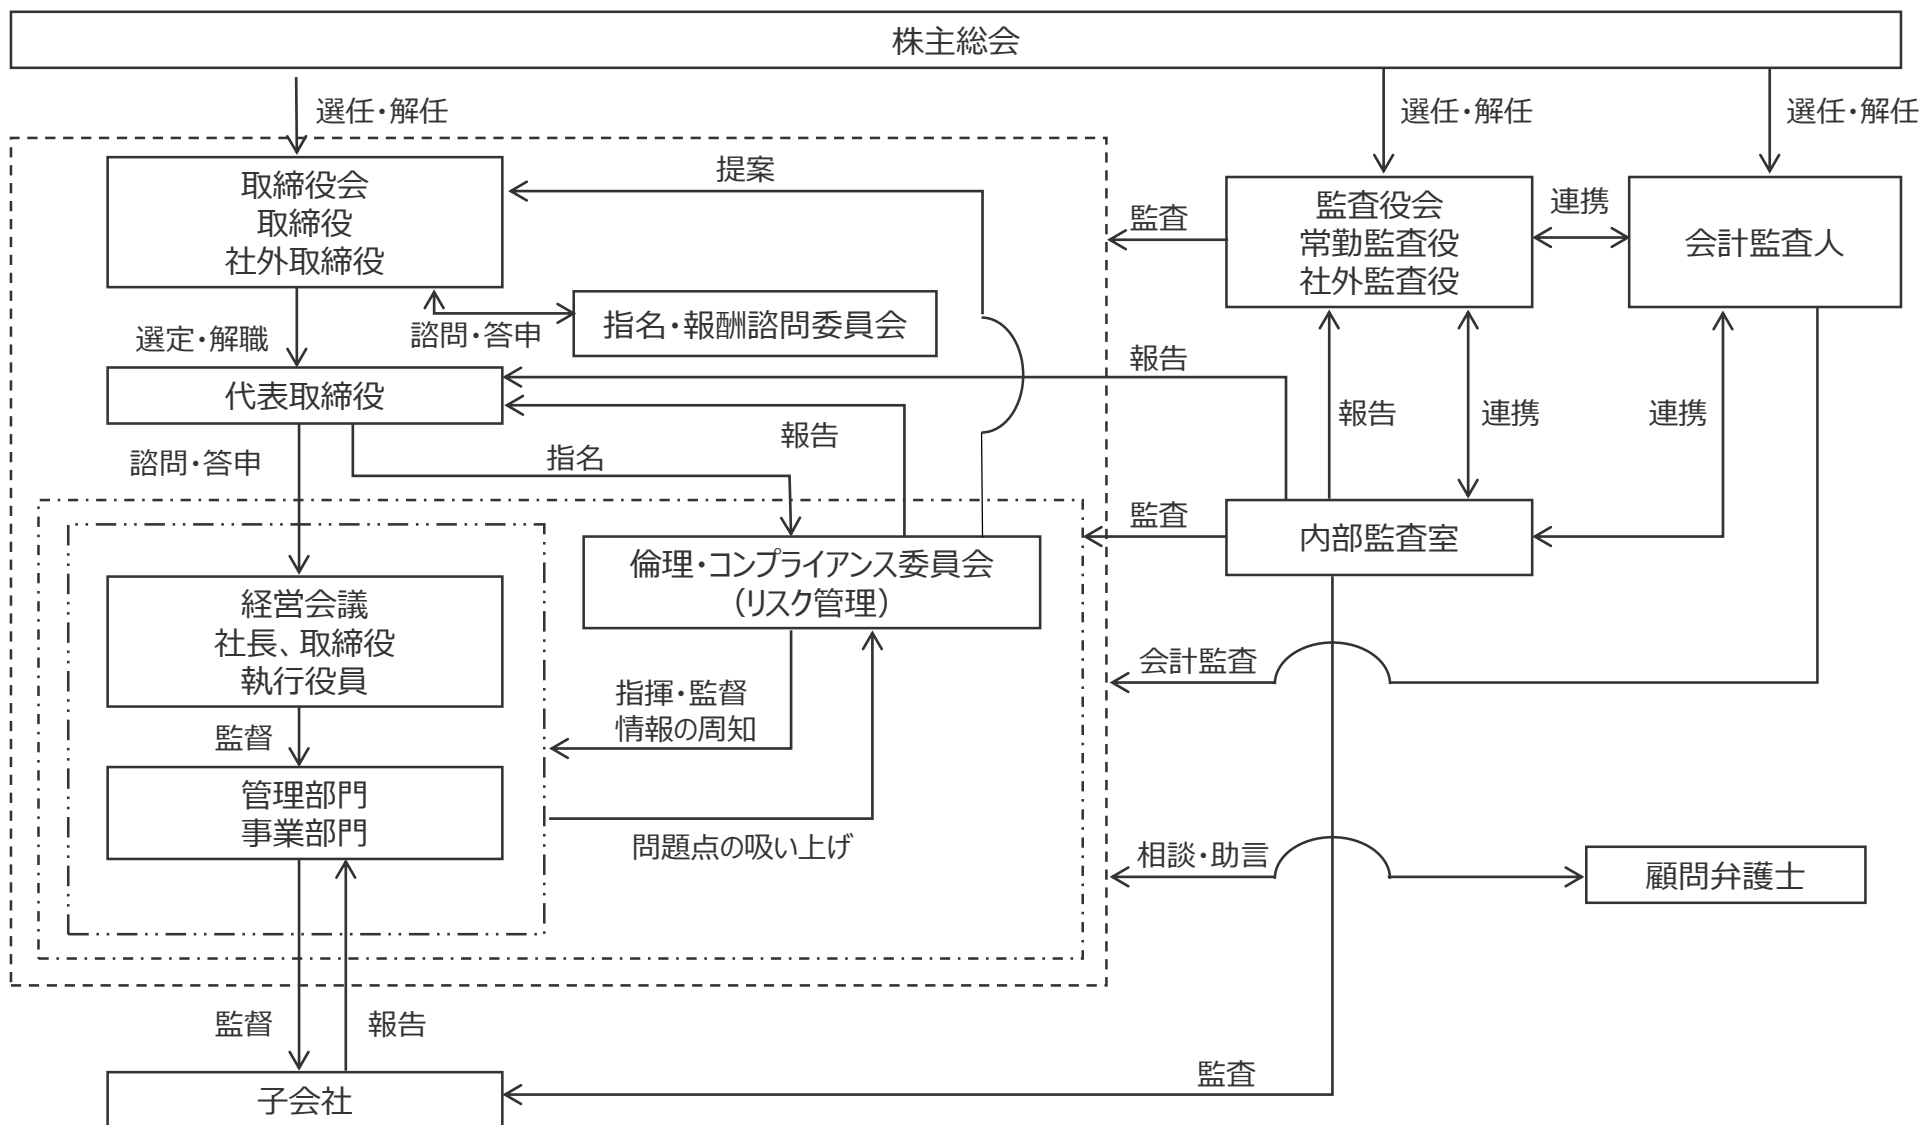 株主総会
選任・解任
選任・解任
選任・解任
取締役会
取締役
社外取締役
提案
監査
監査役会
常勤監査役
社外監査役
連携
会計監査人
選定・解職
諮問・答申
指名・報酬諮問委員会
代表取締役
報告
報告
連携
連携
諮問・答申
指名
報告
監査
内部監査室
倫理・コンプライアンス委員会
（リスク管理）
経営会議
社長、取締役
執行役員
会計監査
指揮・監督
情報の周知
監督
管理部門
事業部門
問題点の吸い上げ
相談・助言
顧問弁護士
監督
報告
監査
子会社